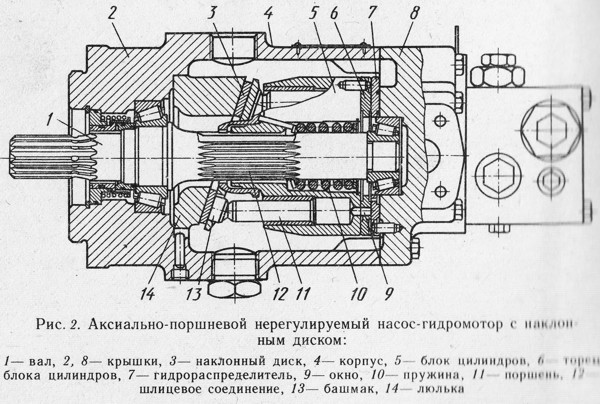 2 3 4 5 6 7 8
1
14 13 12 11 10 9
Рис. 2. Аксиально-поршневой нерегулируемый насос-гидромотор с наклон-
ным диском:
1— вал, 2, 8— крышки, 3— наклонный диск, 4— корпус, 5— блок цилиндров, 6— торец
блока цилиндров, 7— гидрораспределитель, 9— окно, 10— пружина, 11— поршень, 12—
шлицевое соединение, 13— башмак, 14— люлька